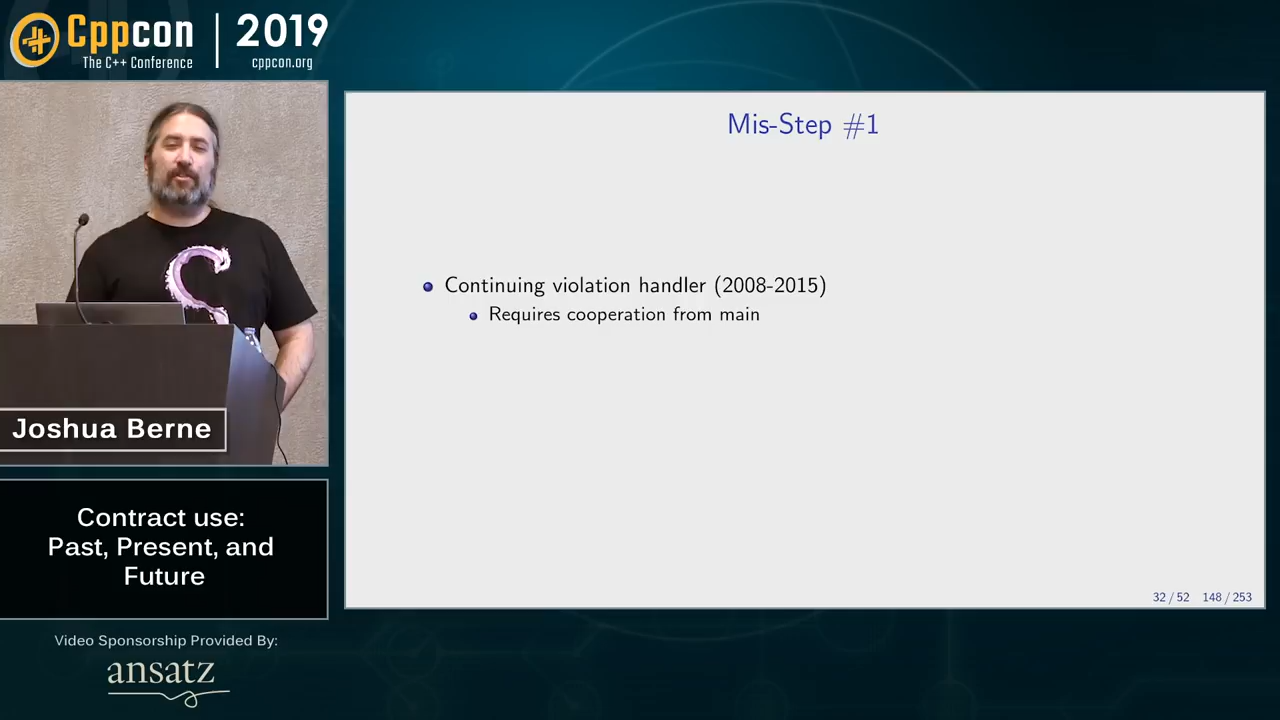 Cppcon
The C++ Conference
2019
cppcon.org
Mis-Step #1
Continuing violation handler (2008-2015)
Requires cooperation from main
Joshua Berne
Contract use:
Past, Present, and
Future
32 / 52 148 / 253
Video Sponsorship Provided By:
ansatz